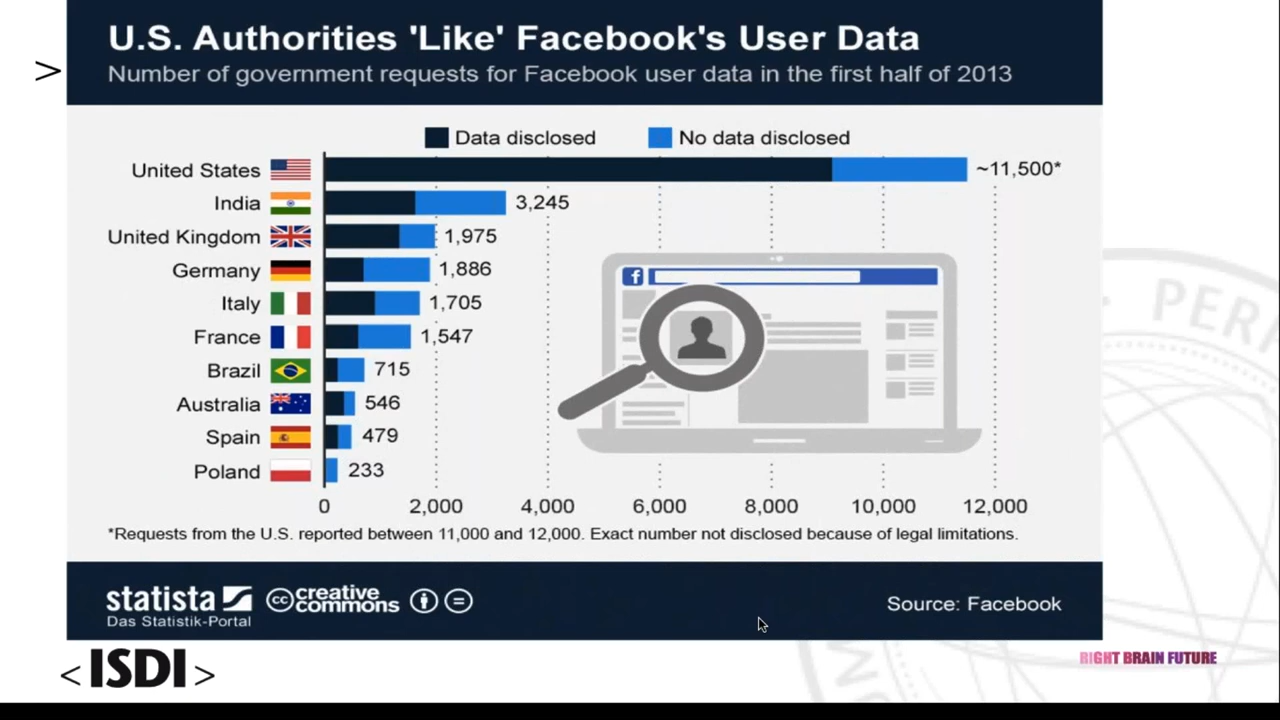 U.S. Authorities 'Like' Facebook's User Data
>
Number of government requests for Facebook user data in the first half of 2013
Data disclosed No data disclosed
United States ~11,500*
India 3,245
United Kingdom 1,975
Germany 1,886
Italy 1,705
France 1,547
Brazil 715
Australia 546
Spain 479
Poland 233
0 2,000 4,000 6,000 8,000 10,000 12,000
*Requests from the U.S. reported between 11,000 and 12,000. Exact number not disclosed because of legal limitations.
f
PERF
statista
Das Statistik-Portal
cc creative
commons
Source: Facebook
<ISDI>
RIGHT BRAIN FUTURE